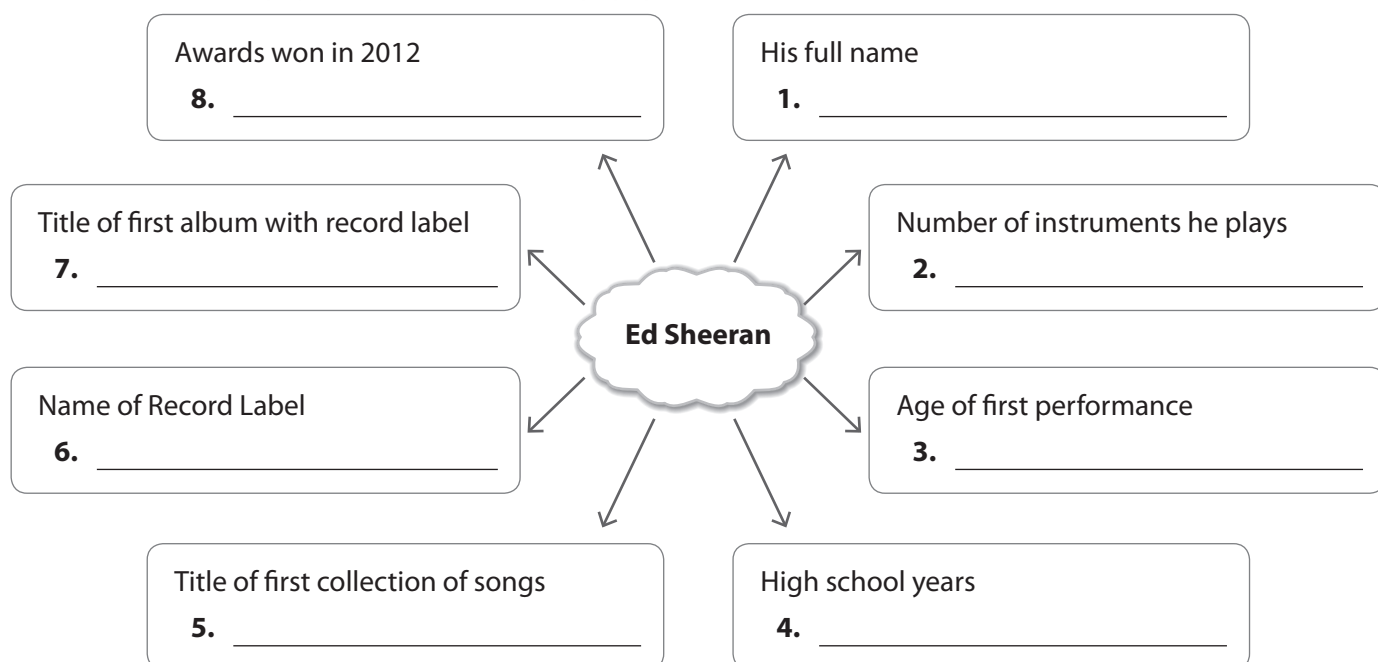 Awards won in 2012
8.
His full name
1.
Title of first album with record label
7.
Number of instruments he plays
2.
Ed Sheeran
Name of Record Label
6.
Age of first performance
3.
Title of first collection of songs
5.
High school years
4.